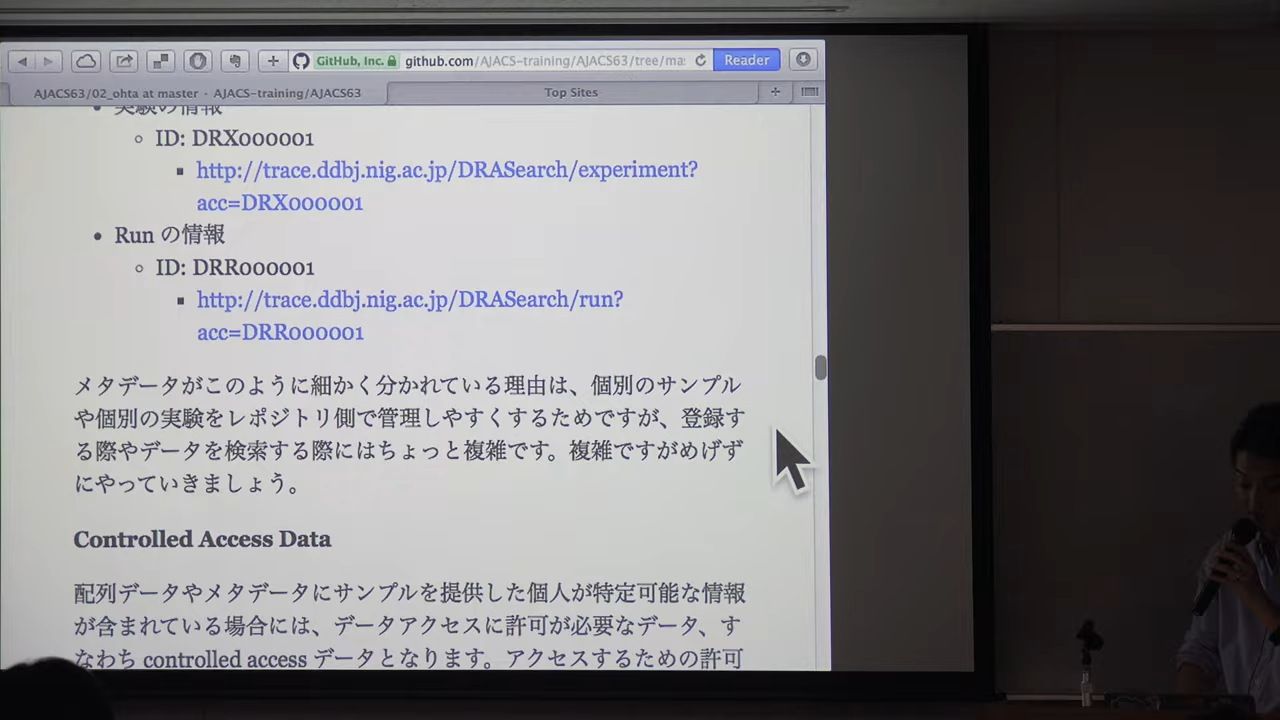 GitHub, Inc. github.com/AJACS-training/AJACS63/tree/ma
Reader
AJACS63/02_ohta at master · AJACS-training/AJACS63
Top Sites
実験の情報
ID: DRX000001
http://trace.ddbj.nig.ac.jp/DRASearch/experiment?
acc=DRX000001
Run の情報
ID: DRR000001
http://trace.ddbj.nig.ac.jp/DRASearch/run?
acc=DRR000001
メタデータがこのように細かく分かれている理由は、個別のサンプル
や個別の実験をレポジトリ側で管理しやすくするためですが、登録す
る際やデータを検索する際にはちょっと複雑です。複雑ですがめげず
にやっていきましょう。
Controlled Access Data
配列データやメタデータにサンプルを提供した個人が特定可能な情報
が含まれている場合には、データアクセスに許可が必要なデータ、す
なわち controlled access データとなります。アクセスするための許可